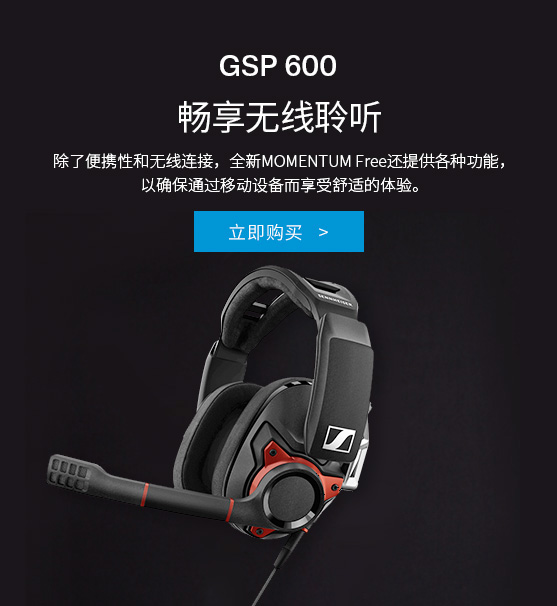 GSP 600
畅享无线聆听
除了便携性和无线连接，全新MOMENTUM Free还提供各种功能，
以确保通过移动设备而享受舒适的体验。
立即购买 >
SENNHEISER